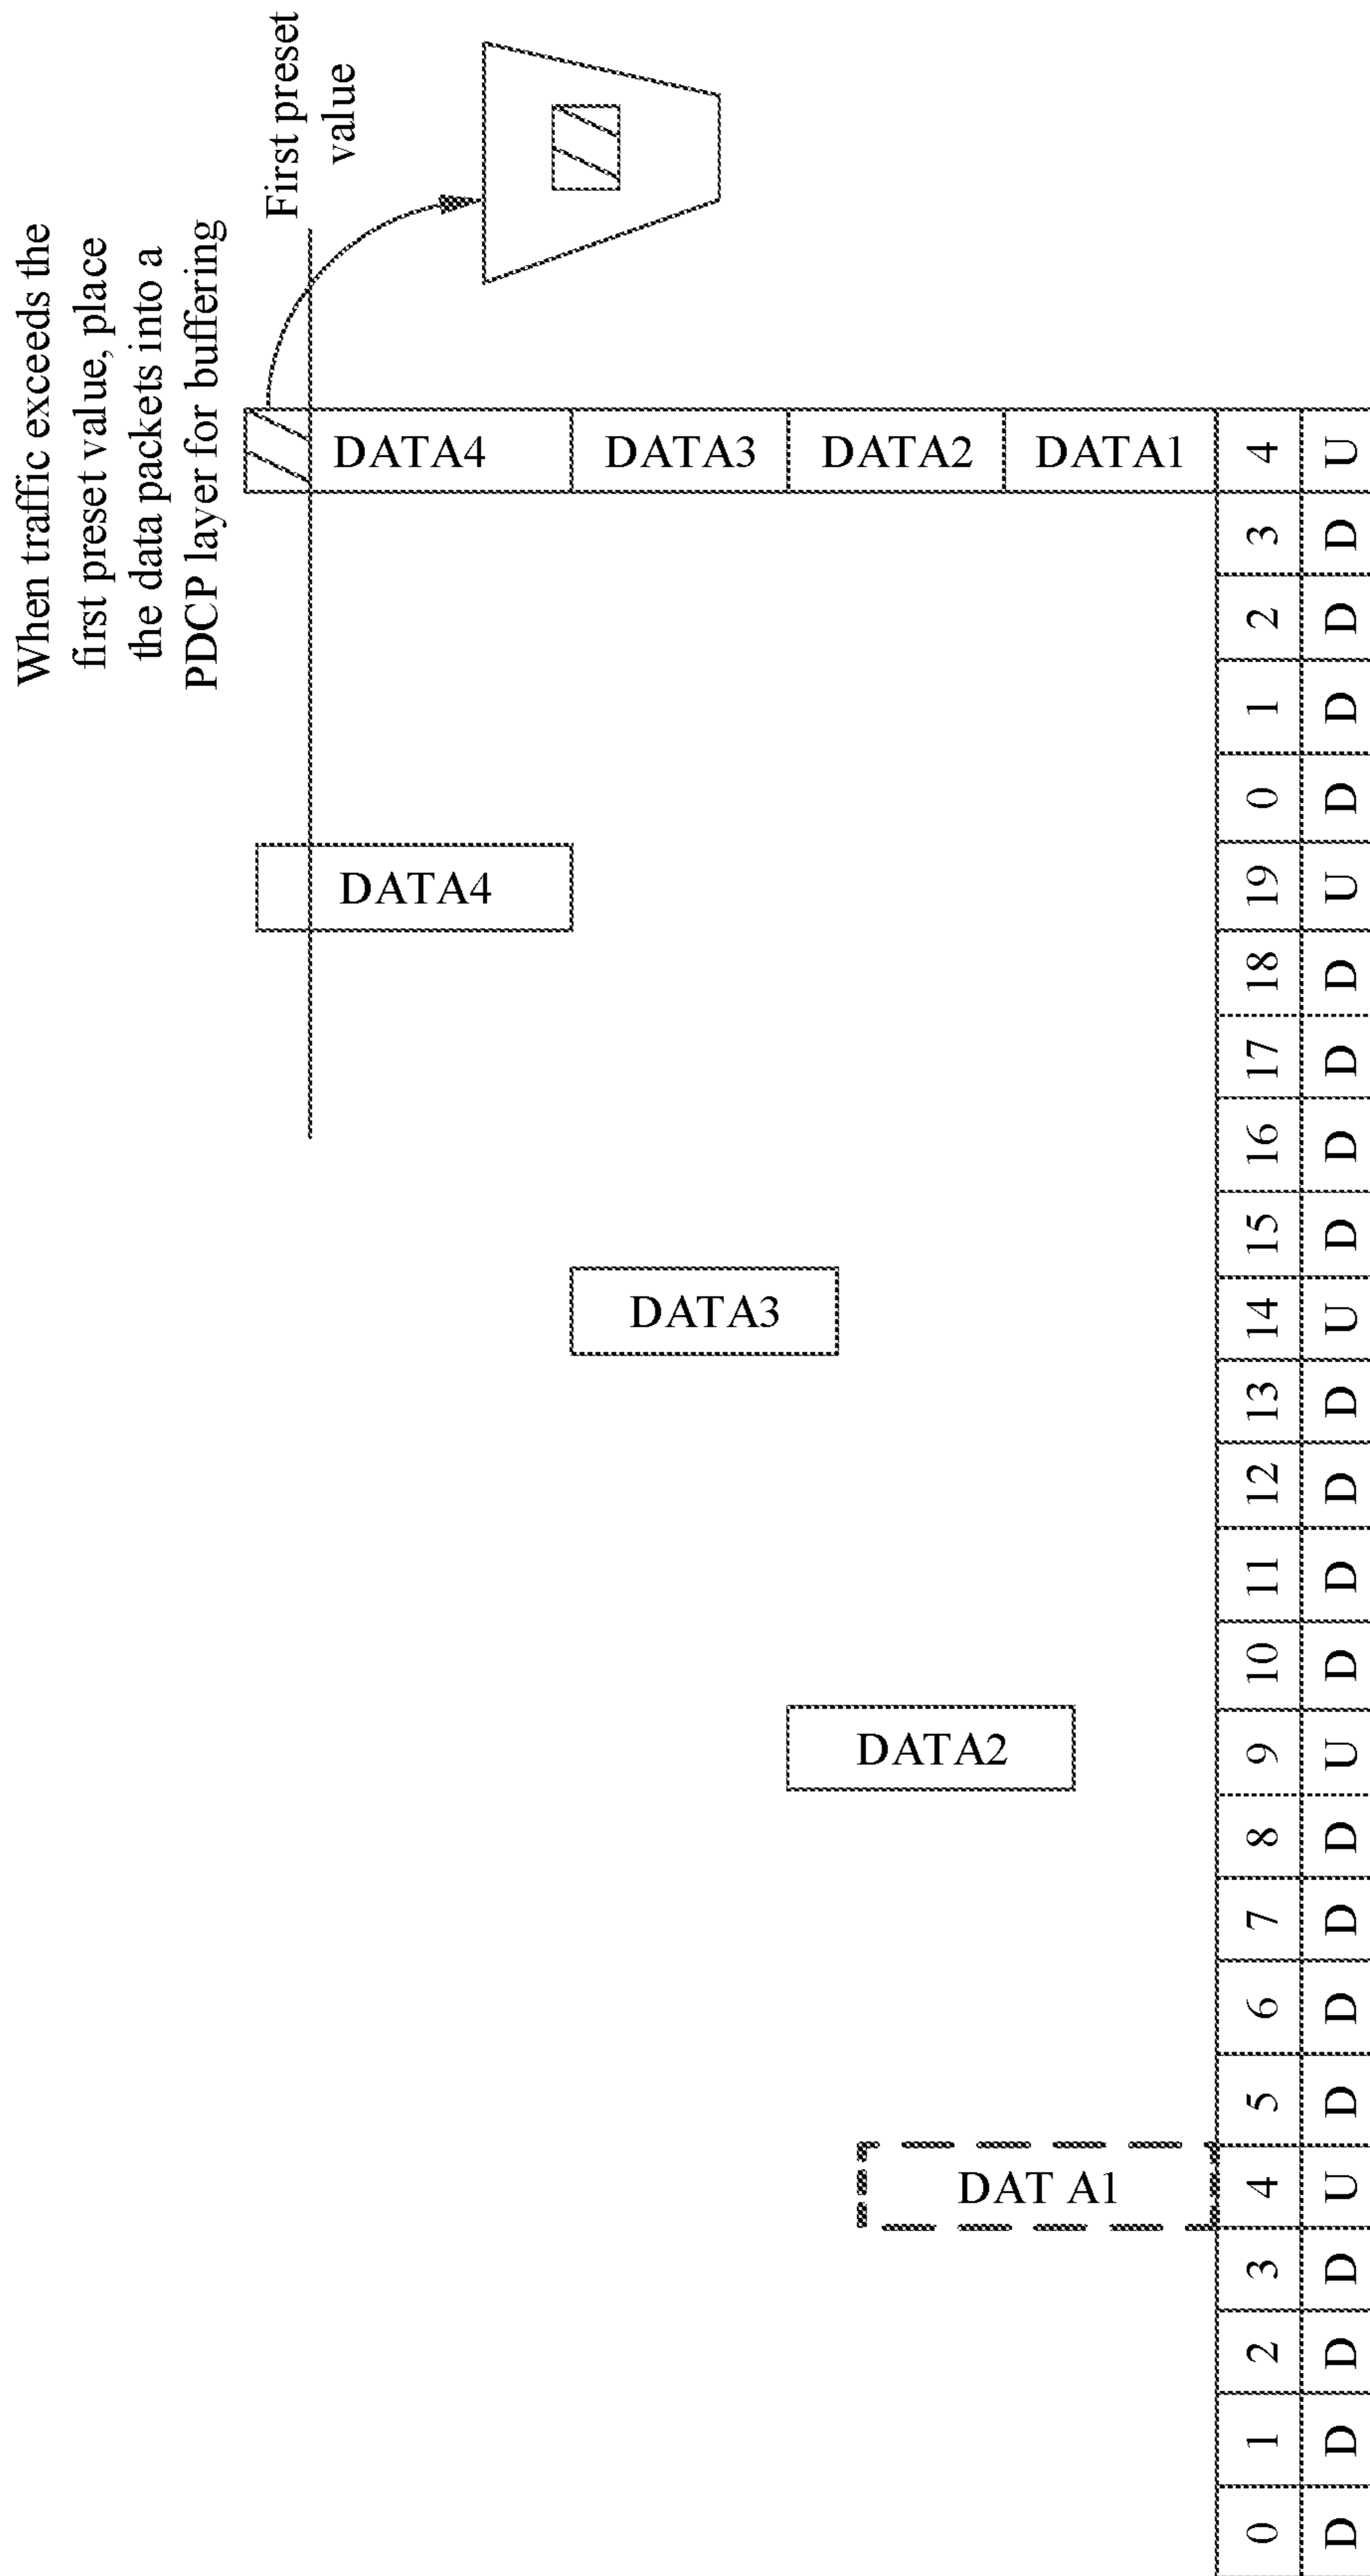 When traffic exceeds the
first preset value, place
the data packets into a
PDCP layer for buffering
First preset
value
DATA4
DATA4
DATA3
DATA3
DATA2
DATA2
DAT A1
DATA1
0 1 2 3 4 5 6 7 8 9 10 11 12 13 14 15 16 17 18 19 0 1 2 3 4
D D D D U D D D D U D D D D U D D D D U D D D D U